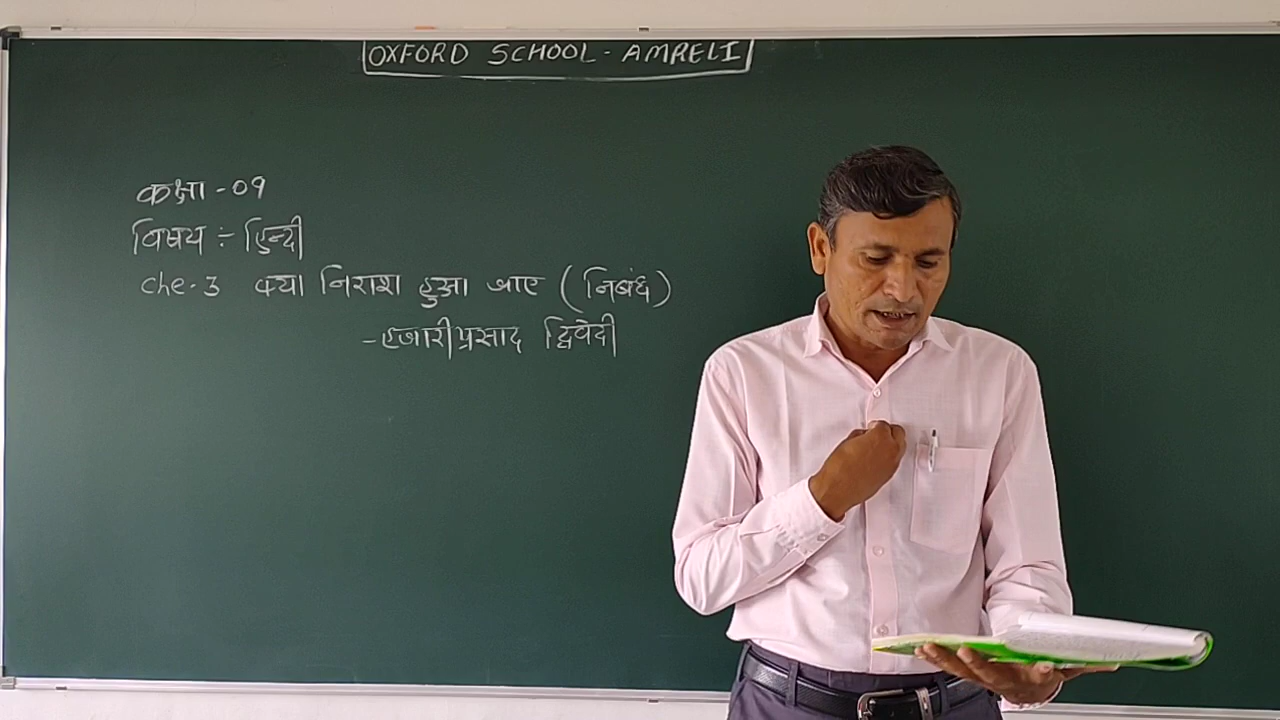 OXFORD SCHOOL - AMRELI
कक्षा - 09
विषय ÷ हिन्दी
che. 3 क्या निराश हुआ जाए (निबंध)
- हजारीप्रसाद द्विवेदी